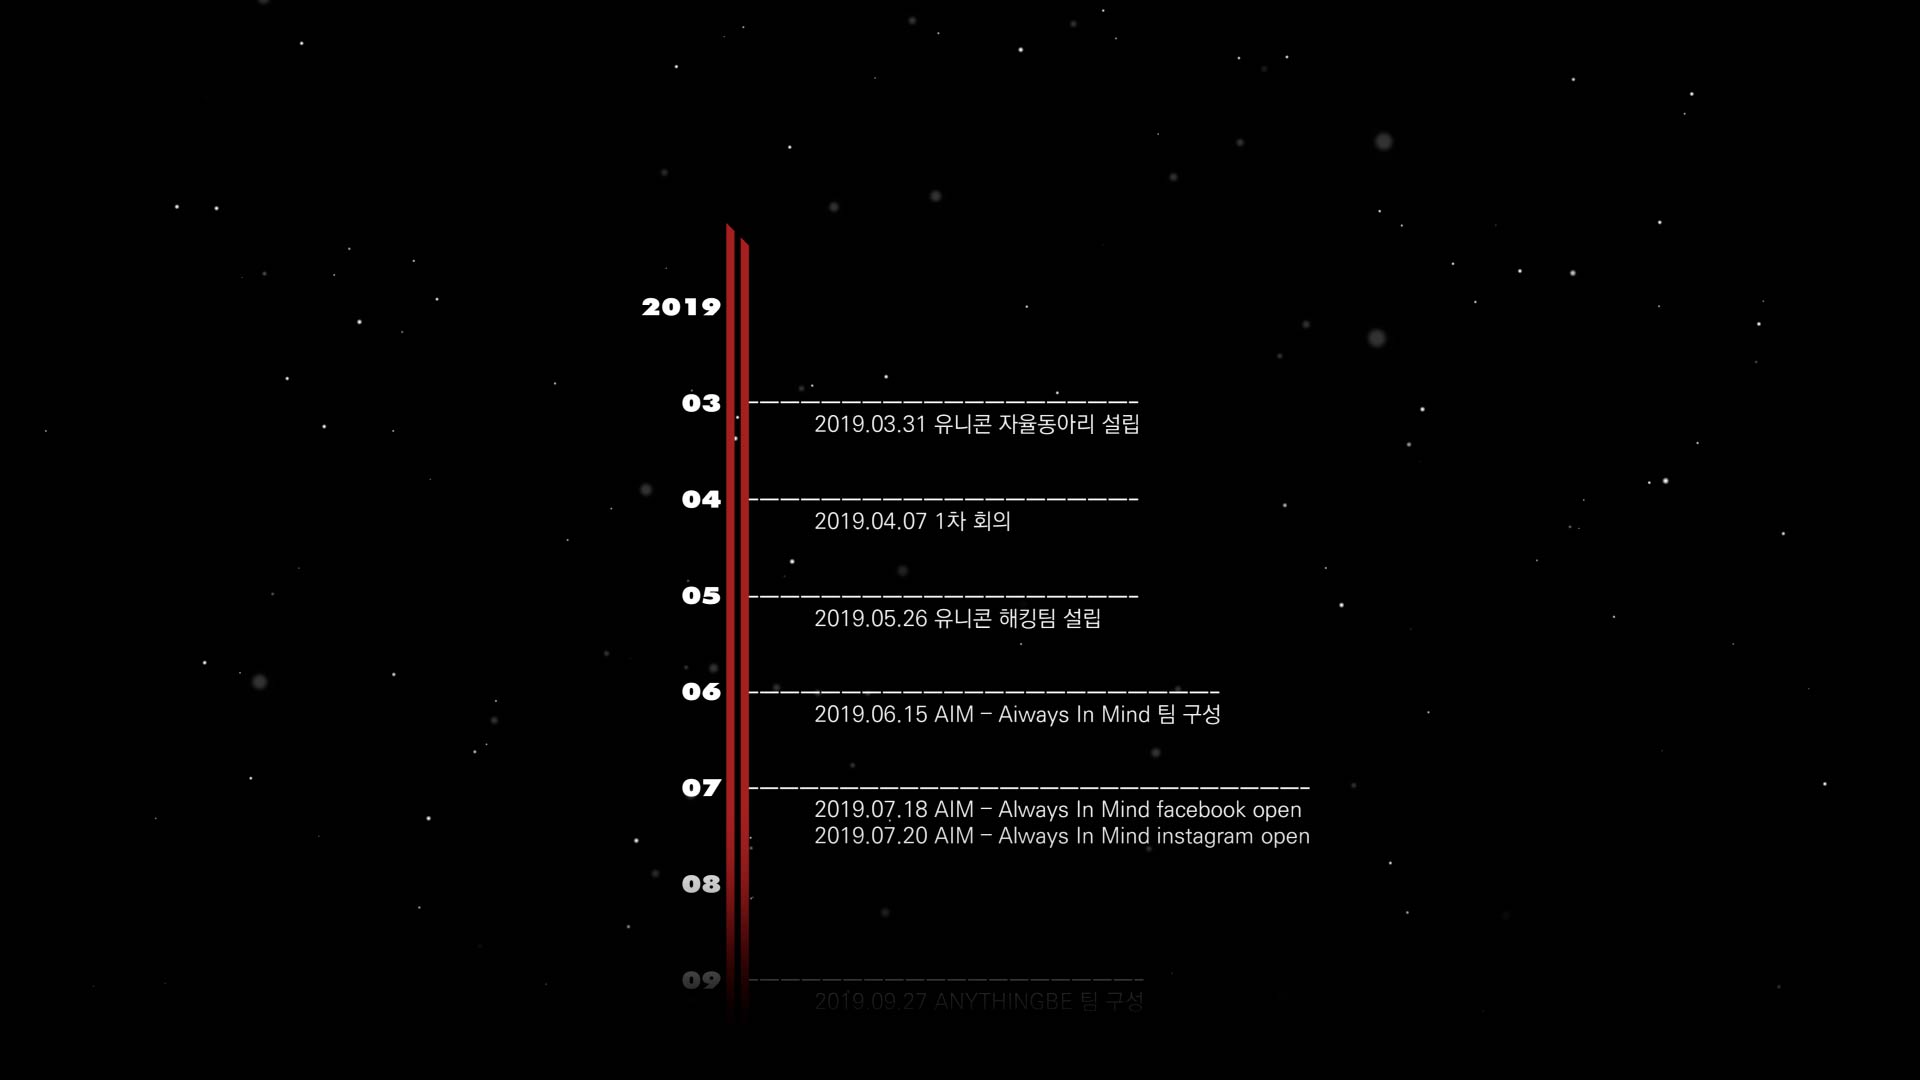 2019
03
2019.03.31 유니콘 자율동아리 설립
04
2019.04.07 1차 회의
05
2019.05.26 유니콘 해킹팀 설립
06
2019.06.15 AIM – Aiways In Mind 팀 구성
07
2019.07.18 AIM – Always In Mind facebook open
2019.07.20 AIM – Always In Mind instagram open
08
09
2019.09.27 ANYTHINGBE 팀 구성